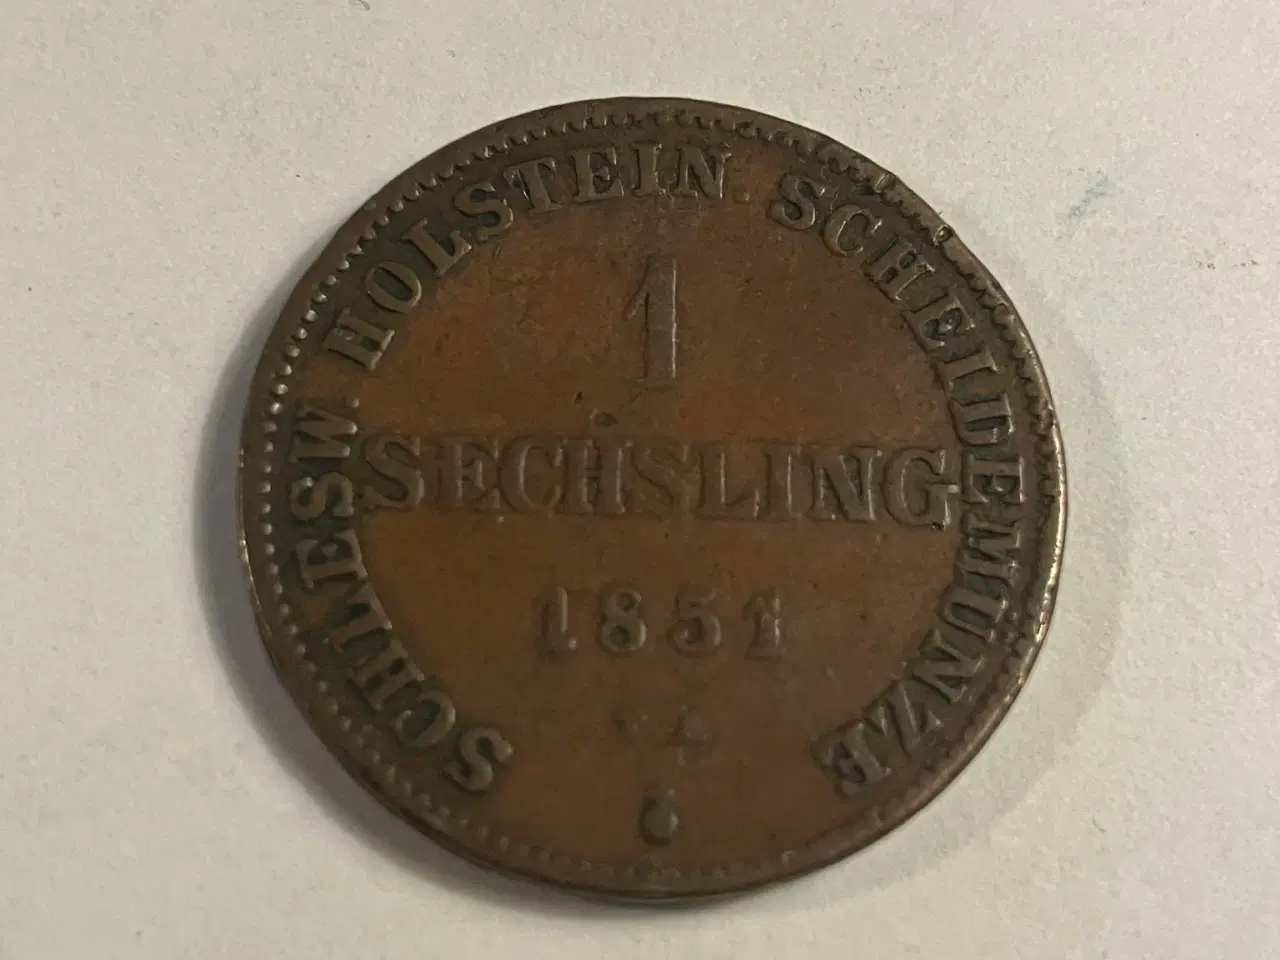 SCHLESW. HOLSTEIN. SCHEIDEMUNZE
1
SECHSLING
1851